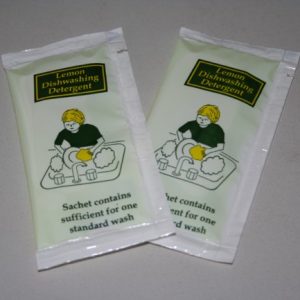 Lemon
Dishwashing
Detergent
Sachet contains
sufficient for one
standard wash
Lemon
Dishwashing
Detergent
Sachet contains
sufficient for one
standard wash